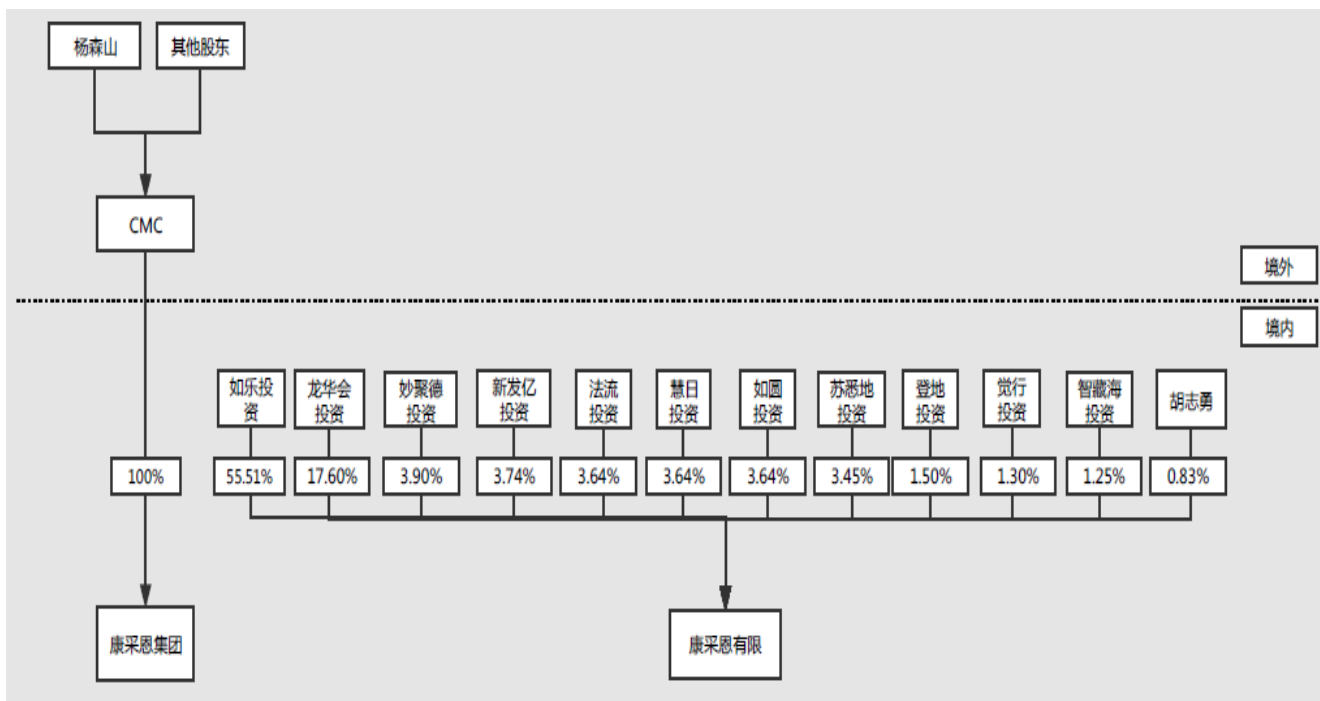 杨森山
其他股东
CMC
境外
境内
如乐投
资
龙华会
投资
妙聚德
投资
新发亿
投资
法流
投资
慧日
投资
如圆
投资
苏悉地
投资
登地
投资
觉行
投资
智藏海
投资
胡志勇
100%
55.51%
17.60%
3.90%
3.74%
3.64%
3.64%
3.64%
3.45%
1.50%
1.30%
1.25%
0.83%
康采恩集团
康采恩有限